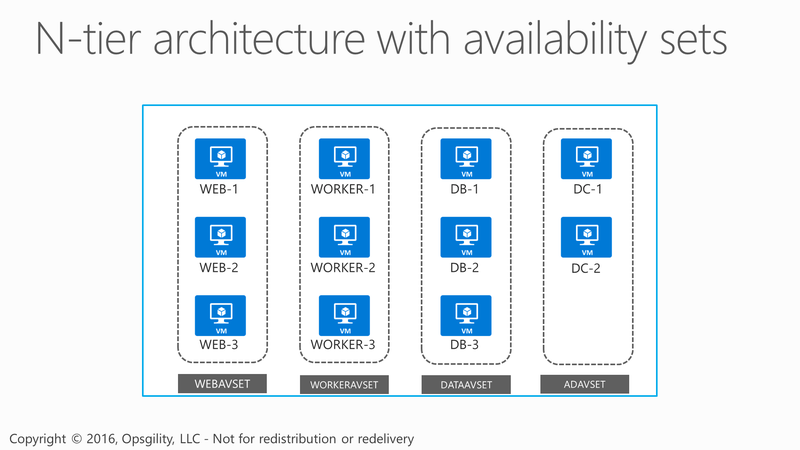 N-tier architecture with availability sets
VM VM VM VM
WEB-1 WORKER-1 DB-1 DC-1
VM VM VM VM
WEB-2 WORKER-2 DB-2 DC-2
VM VM VM
WEB-3 WORKER-3 DB-3
WEBAVSET WORKERAVSET DATAAVSET ADAVSET
Copyright © 2016, Opsgility, LLC - Not for redistribution or redelivery